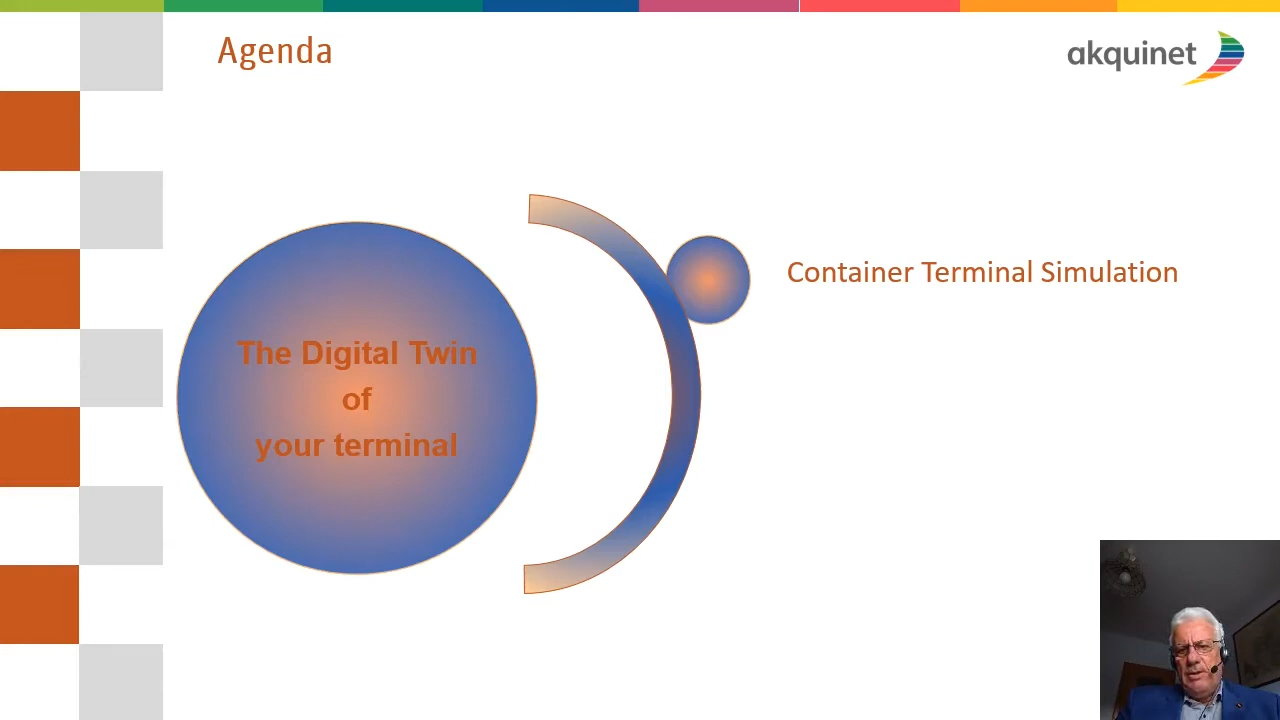 Agenda
akquinet
Container Terminal Simulation
The Digital Twin
of
your terminal